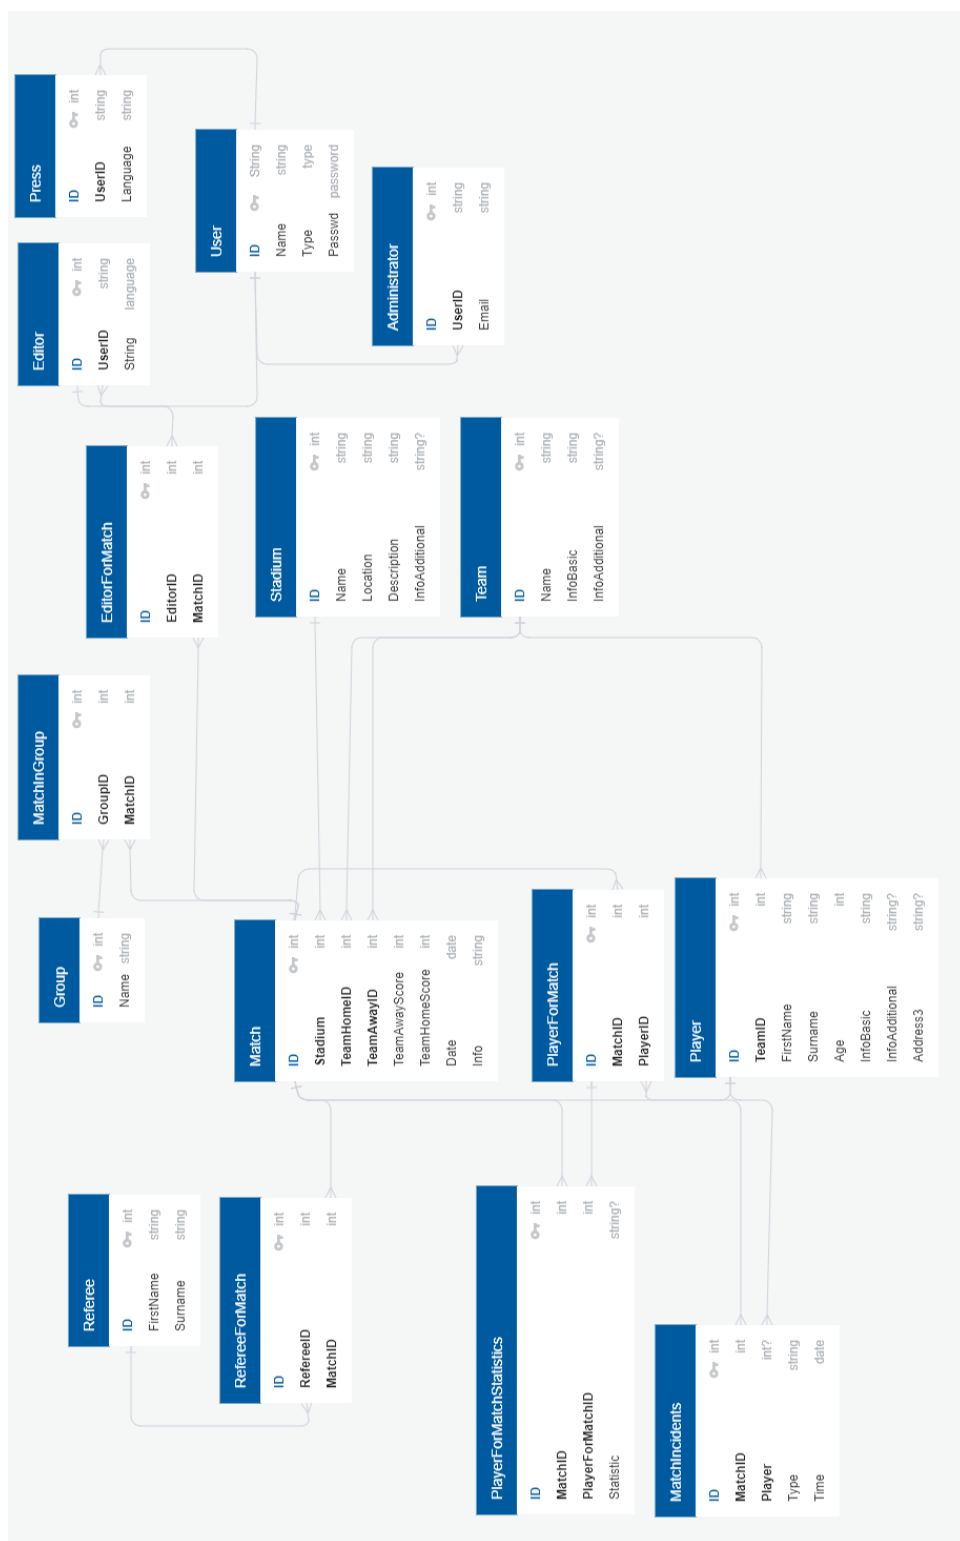 Press
ID int
UserID string
Language string
User
ID String
Name string
Type type
Passwd password
Administrator
ID int
UserID string
Email string
Editor
ID int
UserID string
String language
EditorForMatch
ID int
EditorID int
MatchID int
Stadium
ID int
Name string
Location string
Description string
InfoAdditional string?
Team
ID int
Name string
InfoBasic string
InfoAdditional string?
MatchInGroup
ID int
GroupID int
MatchID int
Group
ID int
Name string
Match
ID int
Stadium int
TeamHomeID int
TeamAwayID int
TeamAwayScore int
TeamHomeScore int
Date date
Info string
PlayerForMatch
ID int
MatchID int
PlayerID int
Player
ID int
TeamID int
FirstName string
Surname string
Age int
InfoBasic string
InfoAdditional string?
Address3 string?
Referee
ID int
FirstName string
Surname string
RefereeForMatch
ID int
RefereeID int
MatchID int
PlayerForMatchStatistics
ID int
MatchID int
PlayerForMatchID int
Statistic string?
MatchIncidents
ID int
MatchID int
Player int?
Type string
Time date